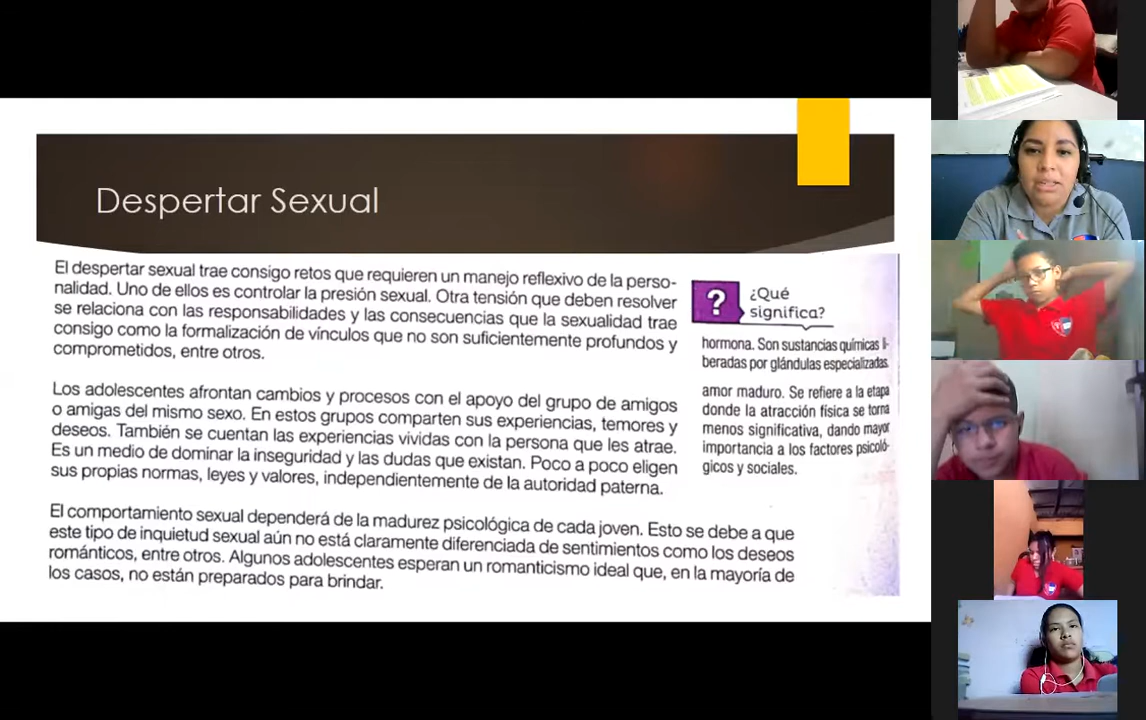 Despertar Sexual
El despertar sexual trae consigo retos que requieren un manejo reflexivo de la perso-
nalidad. Uno de ellos es controlar la presión sexual. Otra tensión que deben resolver
se relaciona con las responsabilidades y las consecuencias que la sexualidad trae
consigo como la formalización de vínculos que no son suficientemente profundos y
comprometidos, entre otros.
Los adolescentes afrontan cambios y procesos con el apoyo del grupo de amigos
o amigas del mismo sexo. En estos grupos comparten sus experiencias, temores y
deseos. También se cuentan las experiencias vividas con la persona que les atrae.
Es un medio de dominar la inseguridad y las dudas que existan. Poco a poco eligen
sus propias normas, leyes y valores, independientemente de la autoridad paterna.
El comportamiento sexual dependerá de la madurez psicológica de cada joven. Esto se debe a que
este tipo de inquietud sexual aún no está claramente diferenciada de sentimientos como los deseos
románticos, entre otros. Algunos adolescentes esperan un romanticismo ideal que, en la mayoría de
los casos, no están preparados para brindar.
?
¿Qué
significa?
hormona. Son sustancias químicas li-
beradas por glándulas especializadas.
amor maduro. Se refiere a la etapa
donde la atracción física se torna
menos significativa, dando mayor
importancia a los factores psicoló-
gicos y sociales.